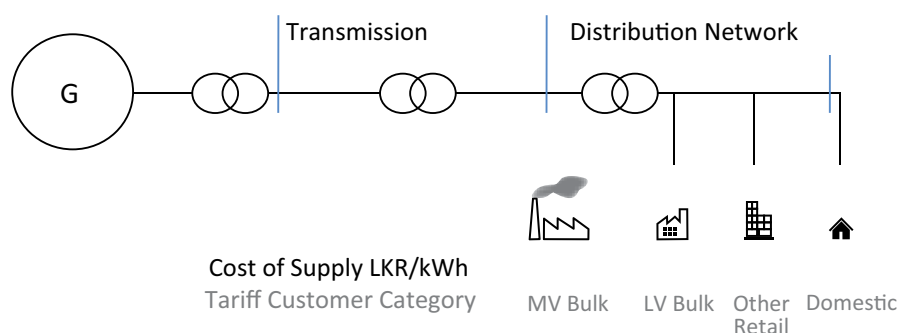 Transmission
Distribution Network
G
Cost of Supply LKR/kWh
Tariff Customer Category
MV Bulk
LV Bulk
Other
Retail
Domestic